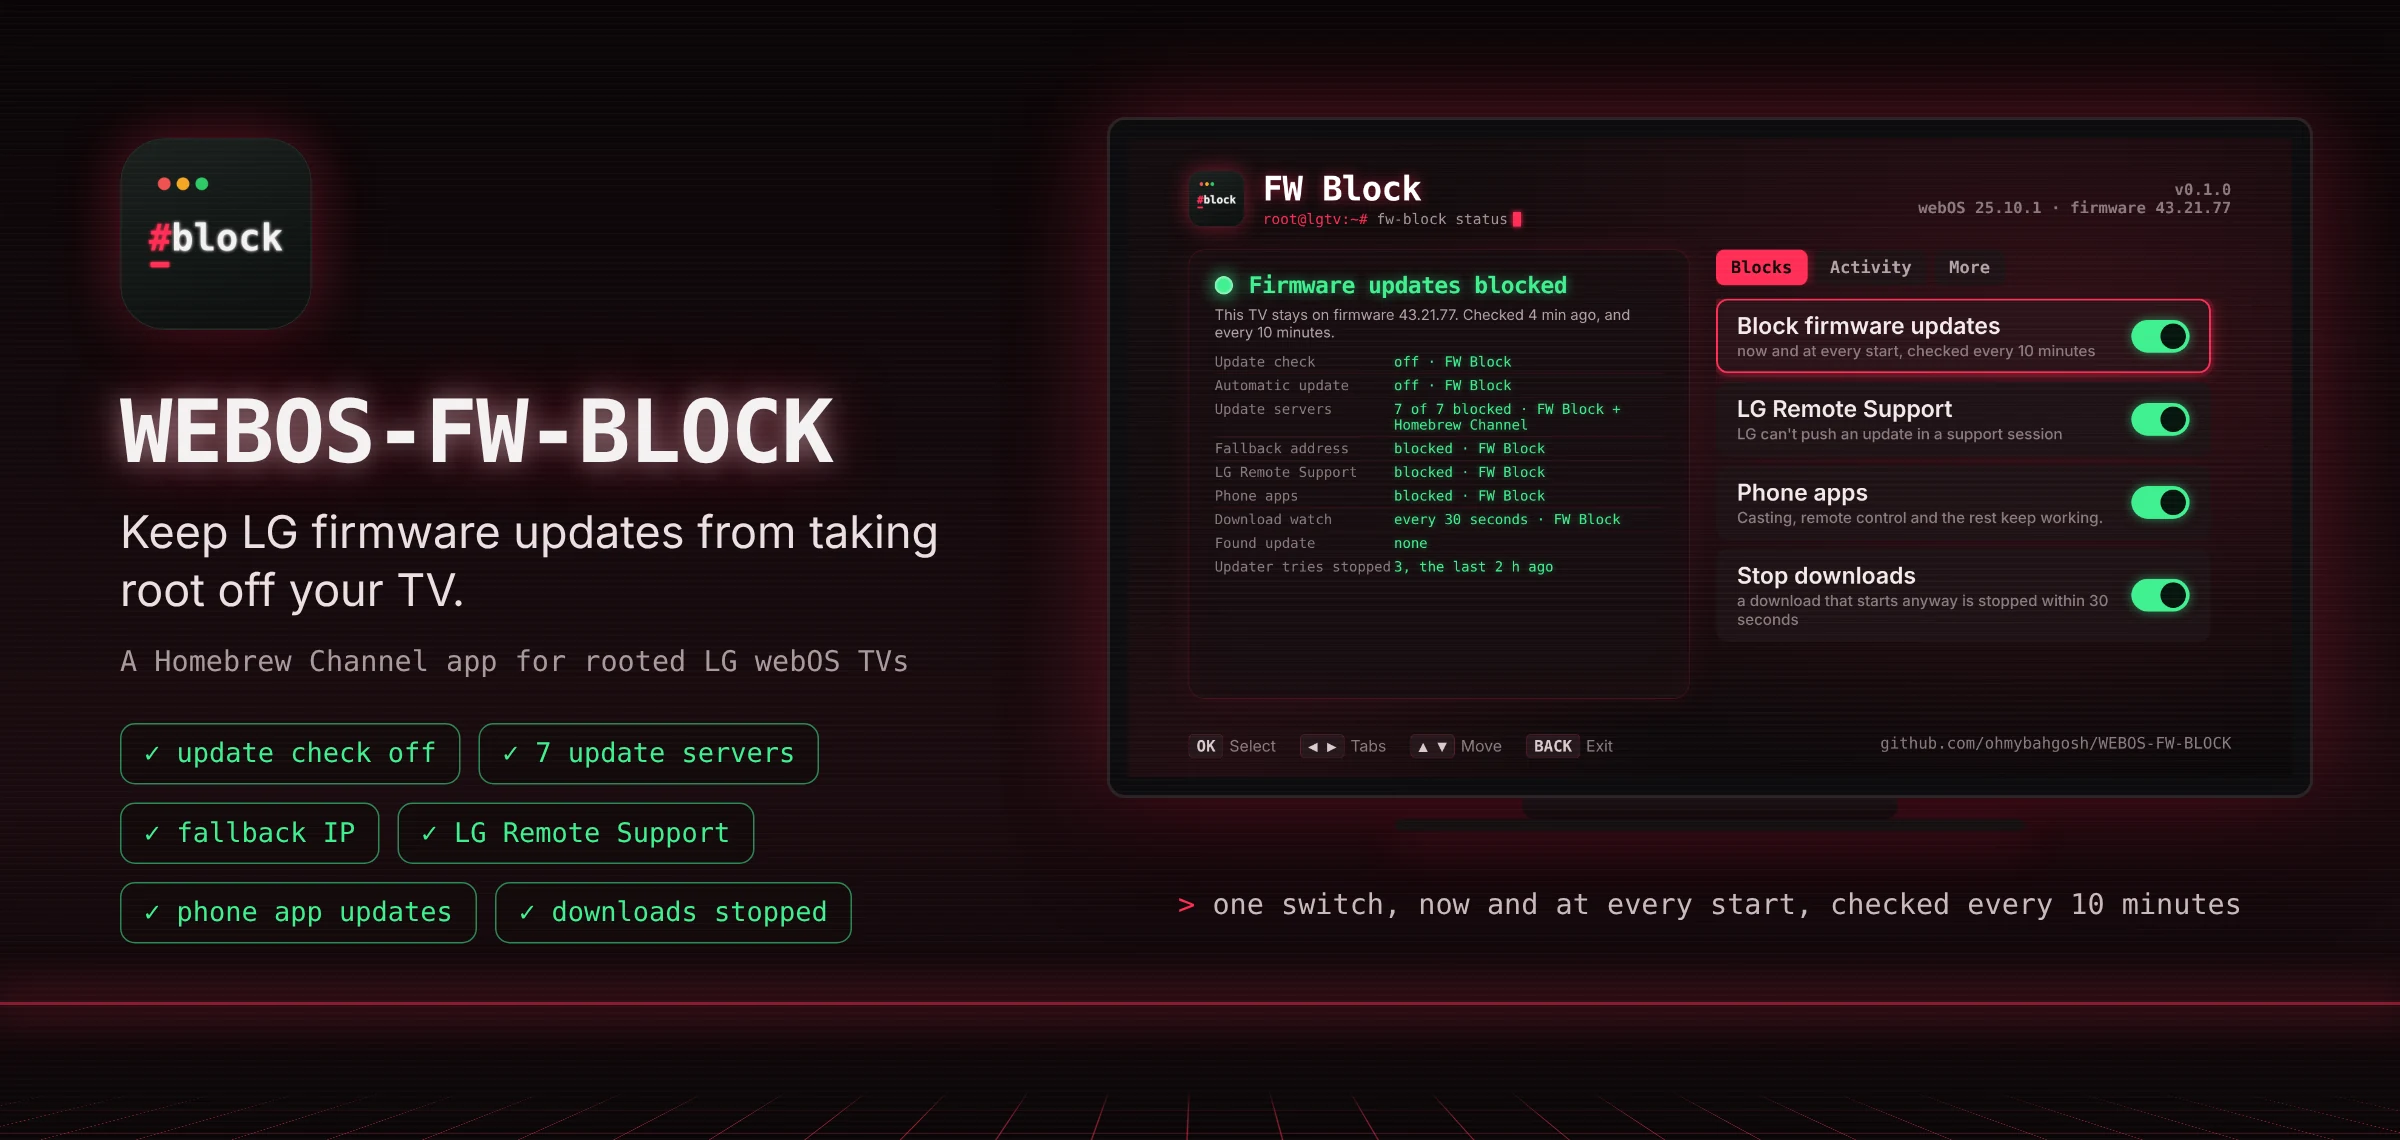 #block
WEBOS-FW-BLOCK
Keep LG firmware updates from taking
root off your TV.
A Homebrew Channel app for rooted LG webOS TVs
✓ update check off
✓ 7 update servers
✓ fallback IP
✓ LG Remote Support
✓ phone app updates
✓ downloads stopped
#block
FW Block
root@lgtv:~# fw-block status
v0.1.0
webOS 25.10.1 · firmware 43.21.77
Firmware updates blocked
This TV stays on firmware 43.21.77. Checked 4 min ago, and
every 10 minutes.
Update check off · FW Block
Automatic update off · FW Block
Update servers 7 of 7 blocked · FW Block +
Homebrew Channel
Fallback address blocked · FW Block
LG Remote Support blocked · FW Block
Phone apps blocked · FW Block
Download watch every 30 seconds · FW Block
Found update none
Updater tries stopped 3, the last 2 h ago
Blocks Activity More
Block firmware updates
now and at every start, checked every 10 minutes
LG Remote Support
LG can't push an update in a support session
Phone apps
Casting, remote control and the rest keep working.
Stop downloads
a download that starts anyway is stopped within 30
seconds
OK Select ◀ ▶ Tabs ▲ ▼ Move BACK Exit
github.com/ohmybahgosh/WEBOS-FW-BLOCK
> one switch, now and at every start, checked every 10 minutes